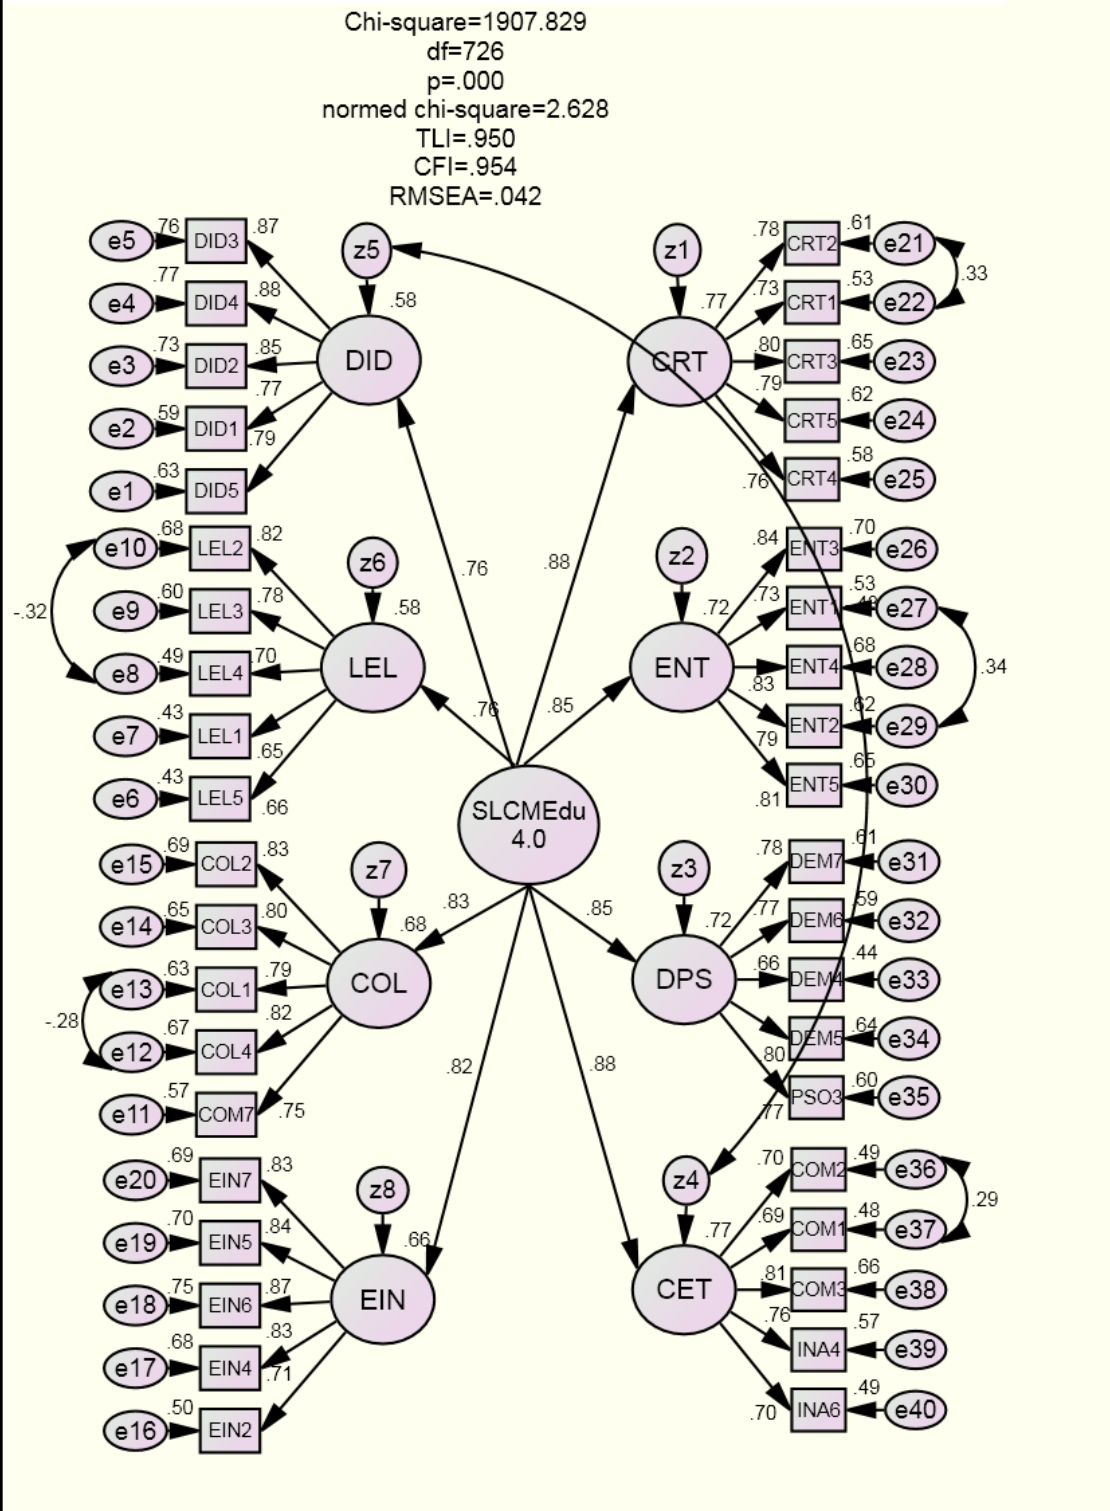 Chi-square=1907.829
df=726
p=.000
normed chi-square=2.628
TLI=.950
CFI=.954
RMSEA=.042
e5 .76 DID3 .87
e4 .77 DID4 .88
e3 .73 DID2 .85
e2 .59 DID1 .77
e1 .63 DID5 .79
z5
.58
DID
e10 .68 LEL2 .82
e9 .60 LEL3 .78
e8 .49 LEL4 .70
e7 .43 LEL1 .65
e6 .43 LEL5 .66
-.32
z6
.58
LEL
e15 .69 COL2 .83
e14 .65 COL3 .80
e13 .63 COL1 .79
e12 .67 COL4 .82
e11 .57 COM7 .75
-.28
z7
.68
COL
e20 .69 EIN7 .83
e19 .70 EIN5 .84
e18 .75 EIN6 .87
e17 .68 EIN4 .83
e16 .50 EIN2 .71
z8
.66
EIN
SLCMEdu
4.0
.76
.88
.76
.85
.83
.85
.82
.88
z1
.77
CRT
.78 CRT2 .61 e21
.73 CRT1 .53 e22
.80 CRT3 .65 e23
.79 CRT5 .62 e24
.76 CRT4 .58 e25
.33
z2
.72
ENT
.84 ENT3 .70 e26
.73 ENT1 .53 e27
ENT4 .68 e28
.83 ENT2 .62 e29
.79
.81 ENT5 .65 e30
.34
z3
.72
DPS
.78 DEM7 .61 e31
.77 DEM6 .59 e32
.66 DEM4 .44 e33
.80 DEM5 .64 e34
.77 PSO3 .60 e35
z4
.77
CET
.70 COM2 .49 e36
.69 COM1 .48 e37
.81 COM3 .66 e38
.76 INA4 .57 e39
.70 INA6 .49 e40
.29